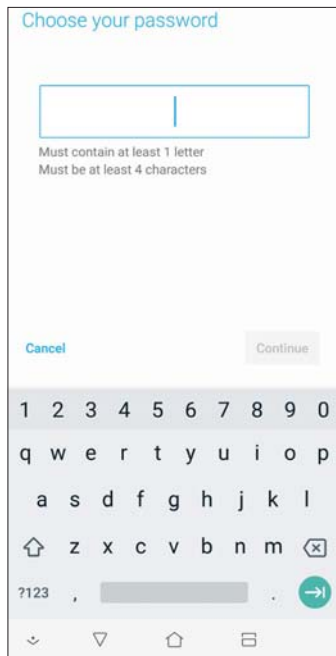 Choose your password
Must contain at least 1 letter
Must be at least 4 characters
Cancel Continue
1 2 3 4 5 6 7 8 9 0
q w e r t y u i o p
a s d f g h j k l
z x c v b n m
?123 , .